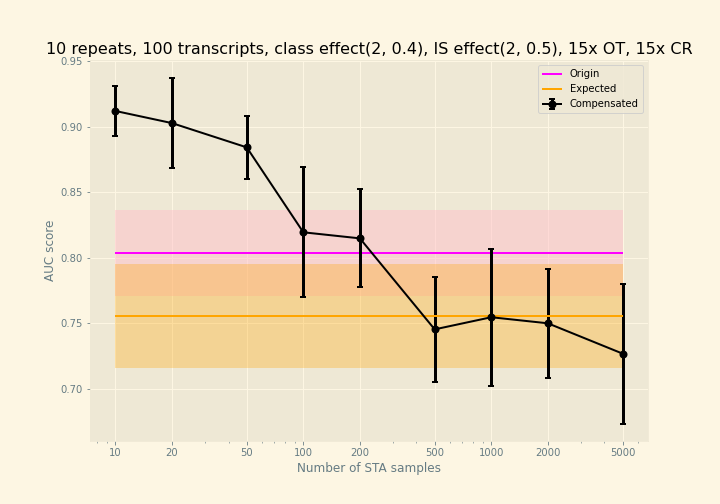 10 repeats, 100 transcripts, class effect(2, 0.4), IS effect(2, 0.5), 15x OT, 15x CR
0.95
0.90
0.85
0.80
0.75
0.70
AUC score
Origin
Expected
Compensated
10
20
50
100
200
500
1000
2000
5000
Number of STA samples